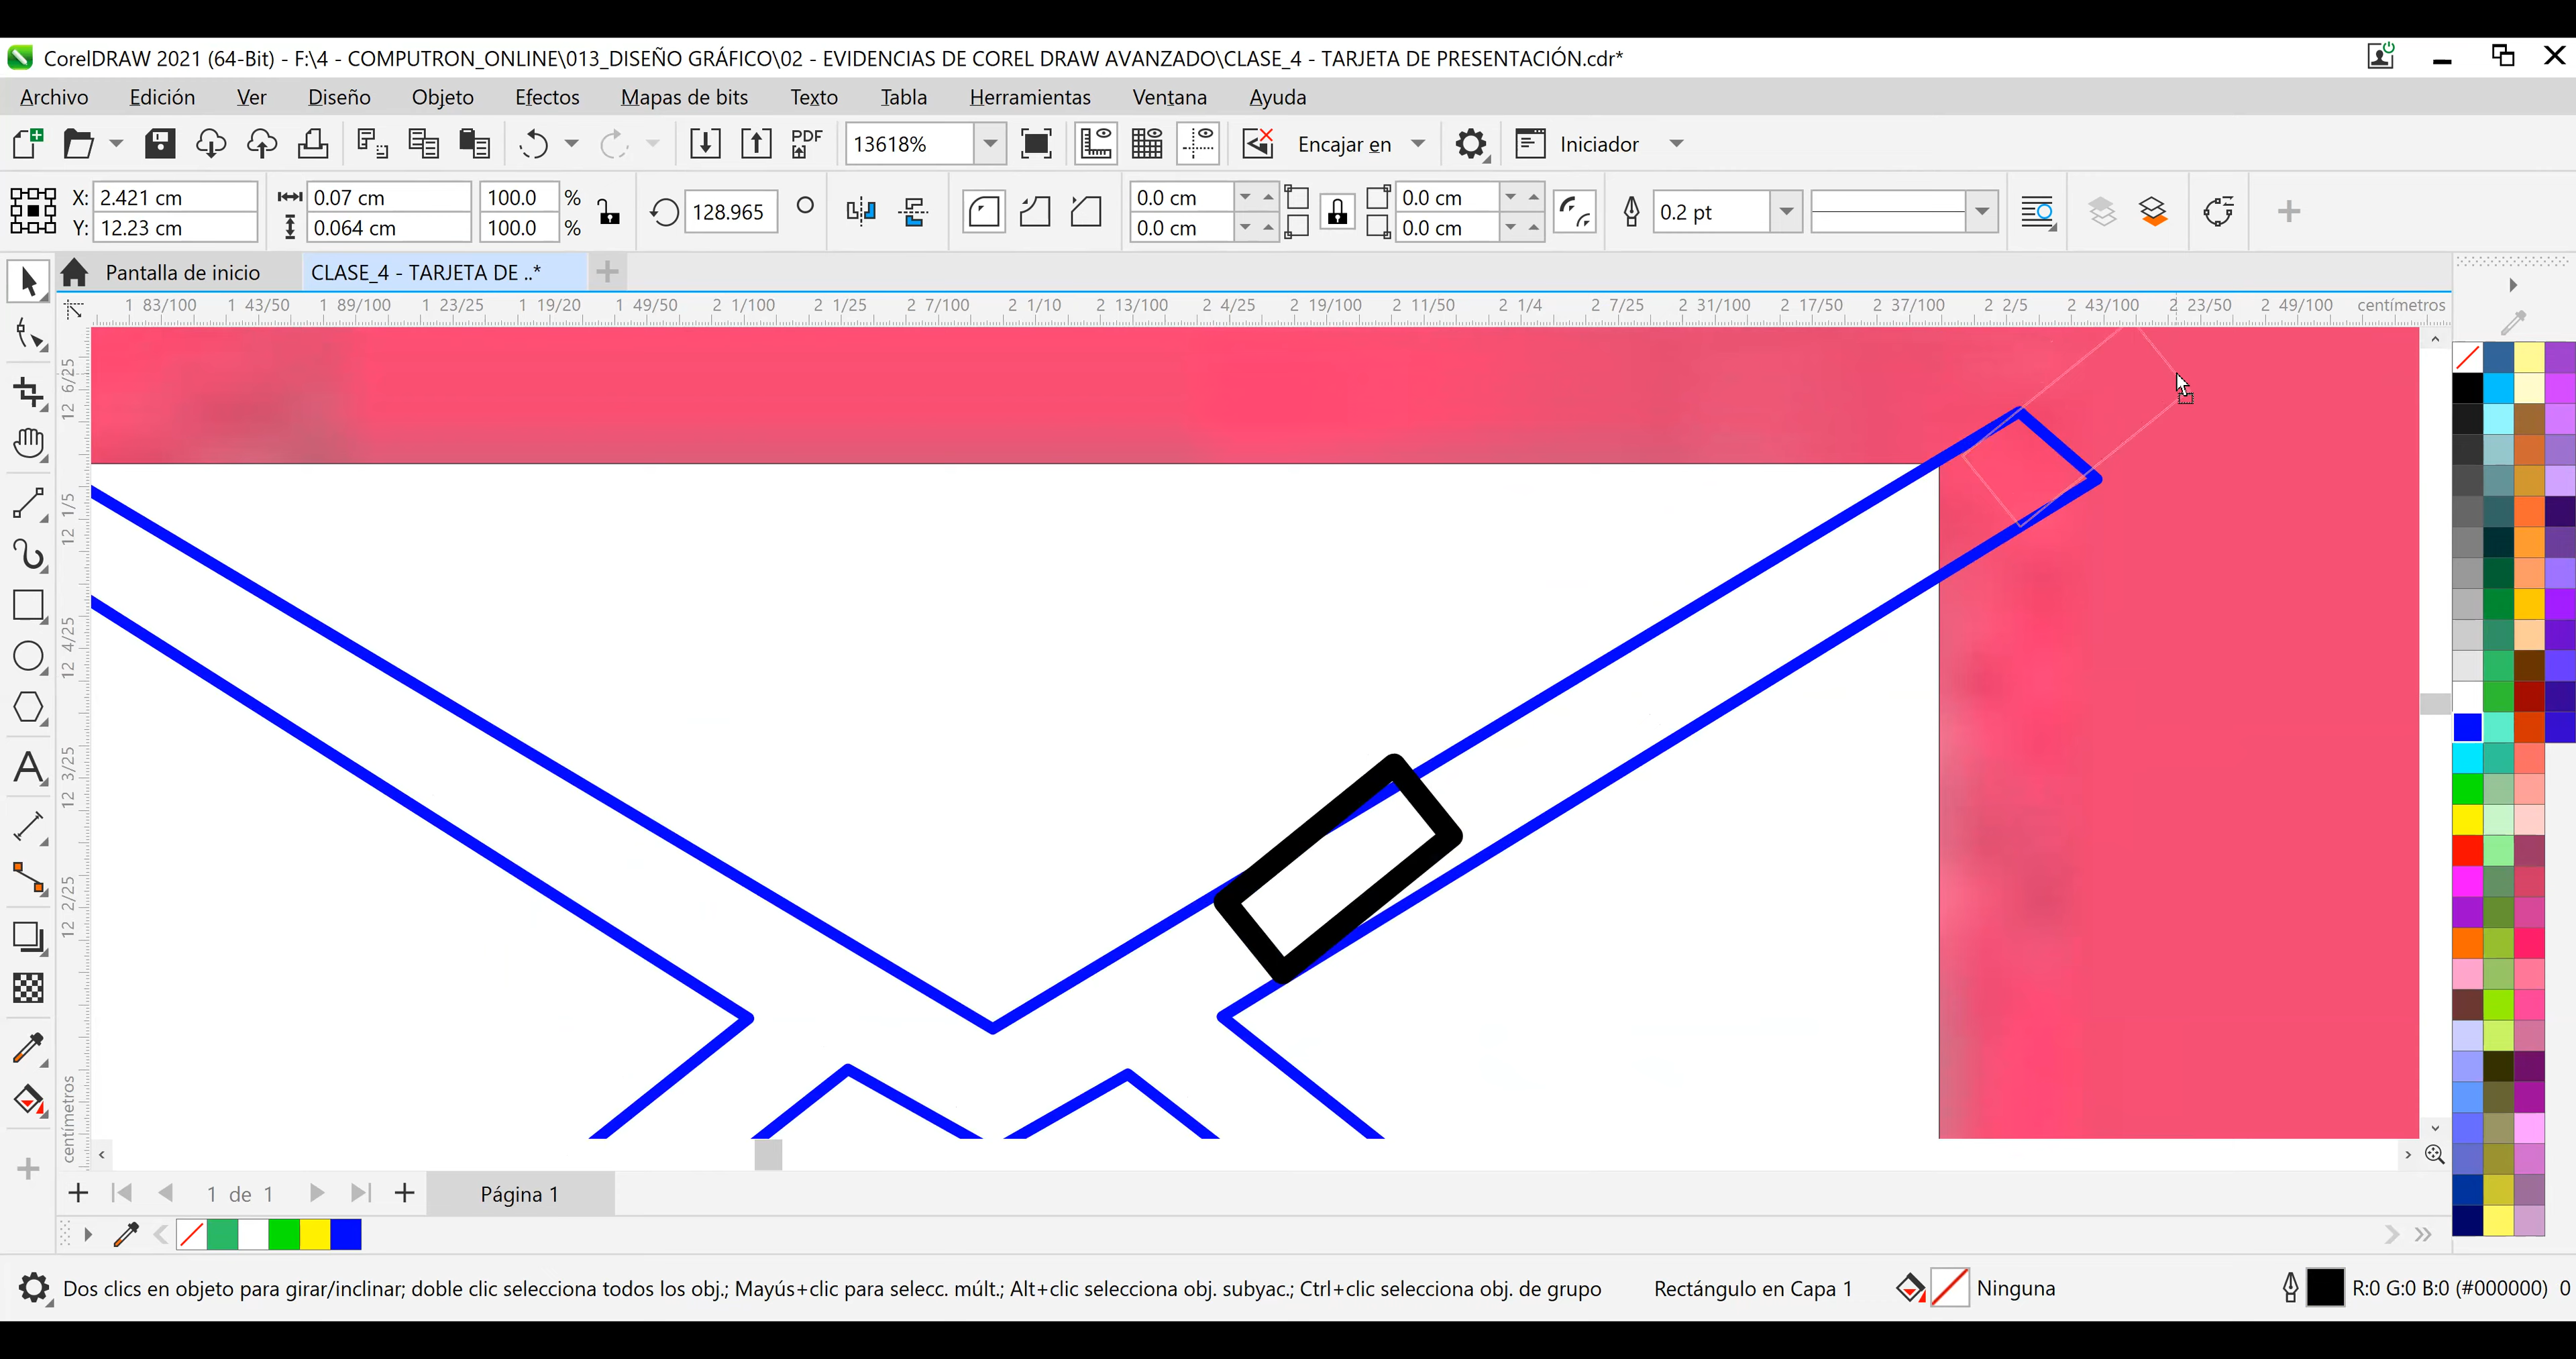 CorelDRAW 2021 (64-Bit) - F:\4 - COMPUTRON_ONLINE\013_DISEÑO GRÁFICO\02 - EVIDENCIAS DE COREL DRAW AVANZADO\CLASE_4 - TARJETA DE PRESENTACIÓN.cdr*
Archivo Edición Ver Diseño Objeto Efectos Mapas de bits Texto Tabla Herramientas Ventana Ayuda
PDF 13618% Encajar en Iniciador
X: 2.421 cm 0.07 cm 100.0 % 128.965 0.0 cm 0.0 cm 0.2 pt
Y: 12.23 cm 0.064 cm 100.0 % 0.0 cm 0.0 cm
Pantalla de inicio CLASE_4 - TARJETA DE ..*
1 83/100 1 43/50 1 89/100 1 23/25 1 19/20 1 49/50 2 1/100 2 1/25 2 7/100 2 1/10 2 13/100 2 4/25 2 19/100 2 11/50 2 1/4 2 7/25 2 31/100 2 17/50 2 37/100 2 2/5 2 43/100 2 23/50 2 49/100 centímetros
12 6/25
12 1/5
12 4/25
12 3/25
12 2/25
centímetros
1 de 1 Página 1
Dos clics en objeto para girar/inclinar; doble clic selecciona todos los obj.; Mayús+clic para selecc. múlt.; Alt+clic selecciona obj. subyac.; Ctrl+clic selecciona obj. de grupo Rectángulo en Capa 1 Ninguna R:0 G:0 B:0 (#000000) 0